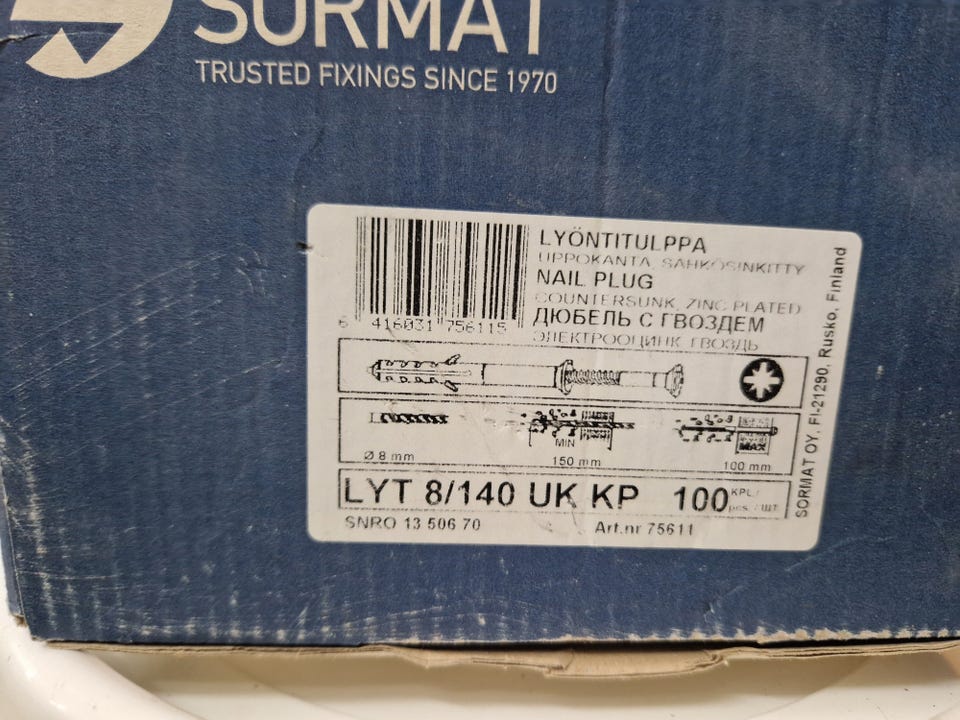 SORMAT
TRUSTED FIXINGS SINCE 1970
LYÖNTITULPPA
UPPOKANTA, SÄHKÖSINKITTY
NAIL PLUG
COUNTERSUNK, ZINC PLATED
ДЮБЕЛЬ С ГВОЗДЕМ
ЭЛЕКТРООЦИНК. ГВОЗДЬ
6 416031 756115
MIN
MAX
Ø 8 mm 150 mm 100 mm
LYT 8/140 UK KP 100 KPL/
pcs. / ШТ
SNRO 13 506 70 Art.nr 75611
SORMAT OY, FI-21290, Rusko, Finland